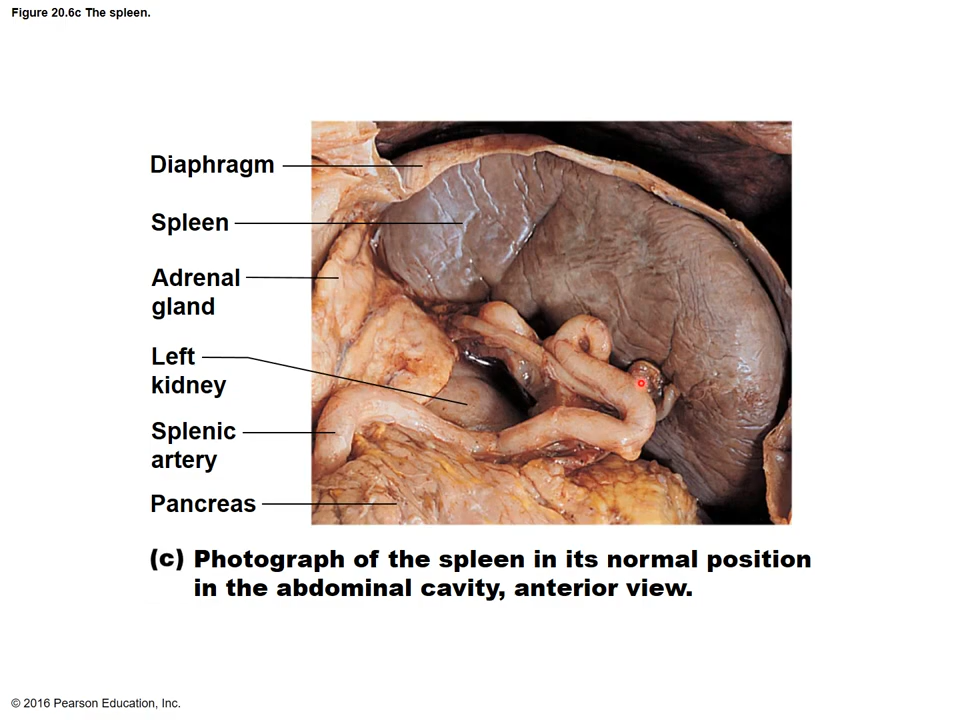 Figure 20.6c The spleen.
Diaphragm
Spleen
Adrenal
gland
Left
kidney
Splenic
artery
Pancreas
(c) Photograph of the spleen in its normal position
in the abdominal cavity, anterior view.
© 2016 Pearson Education, Inc.